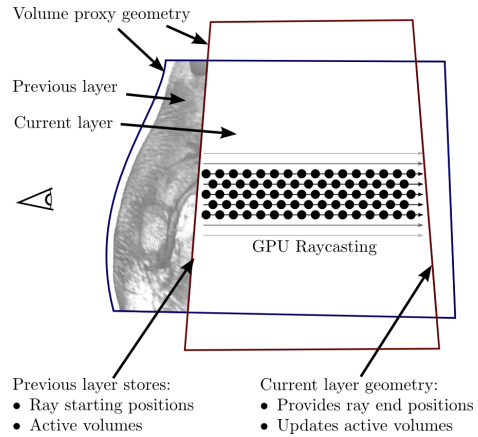 Volume proxy geometry
Previous layer
Current layer
GPU Raycasting
Previous layer stores:
• Ray starting positions
• Active volumes
Current layer geometry:
• Provides ray end positions
• Updates active volumes